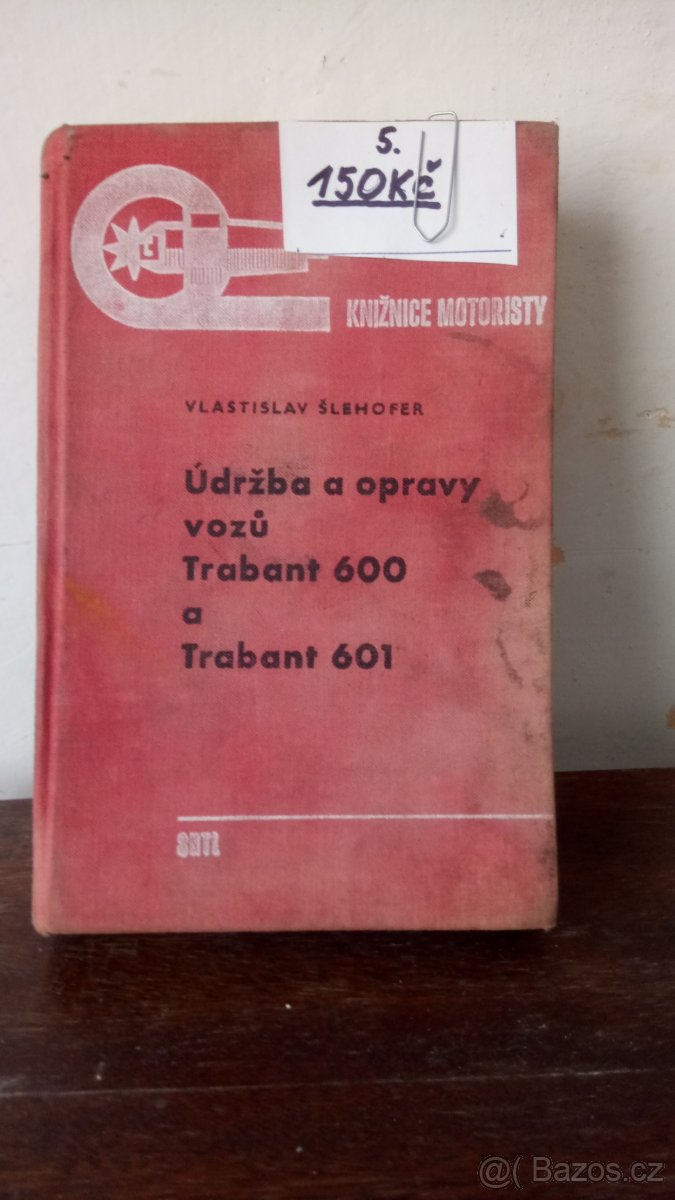 5.
150Kč
KNIŽNICE MOTORISTY
VLASTISLAV ŠLEHOFER
Údržba a opravy
vozů
Trabant 600
a
Trabant 601
SNTL
@( Bazos.cz